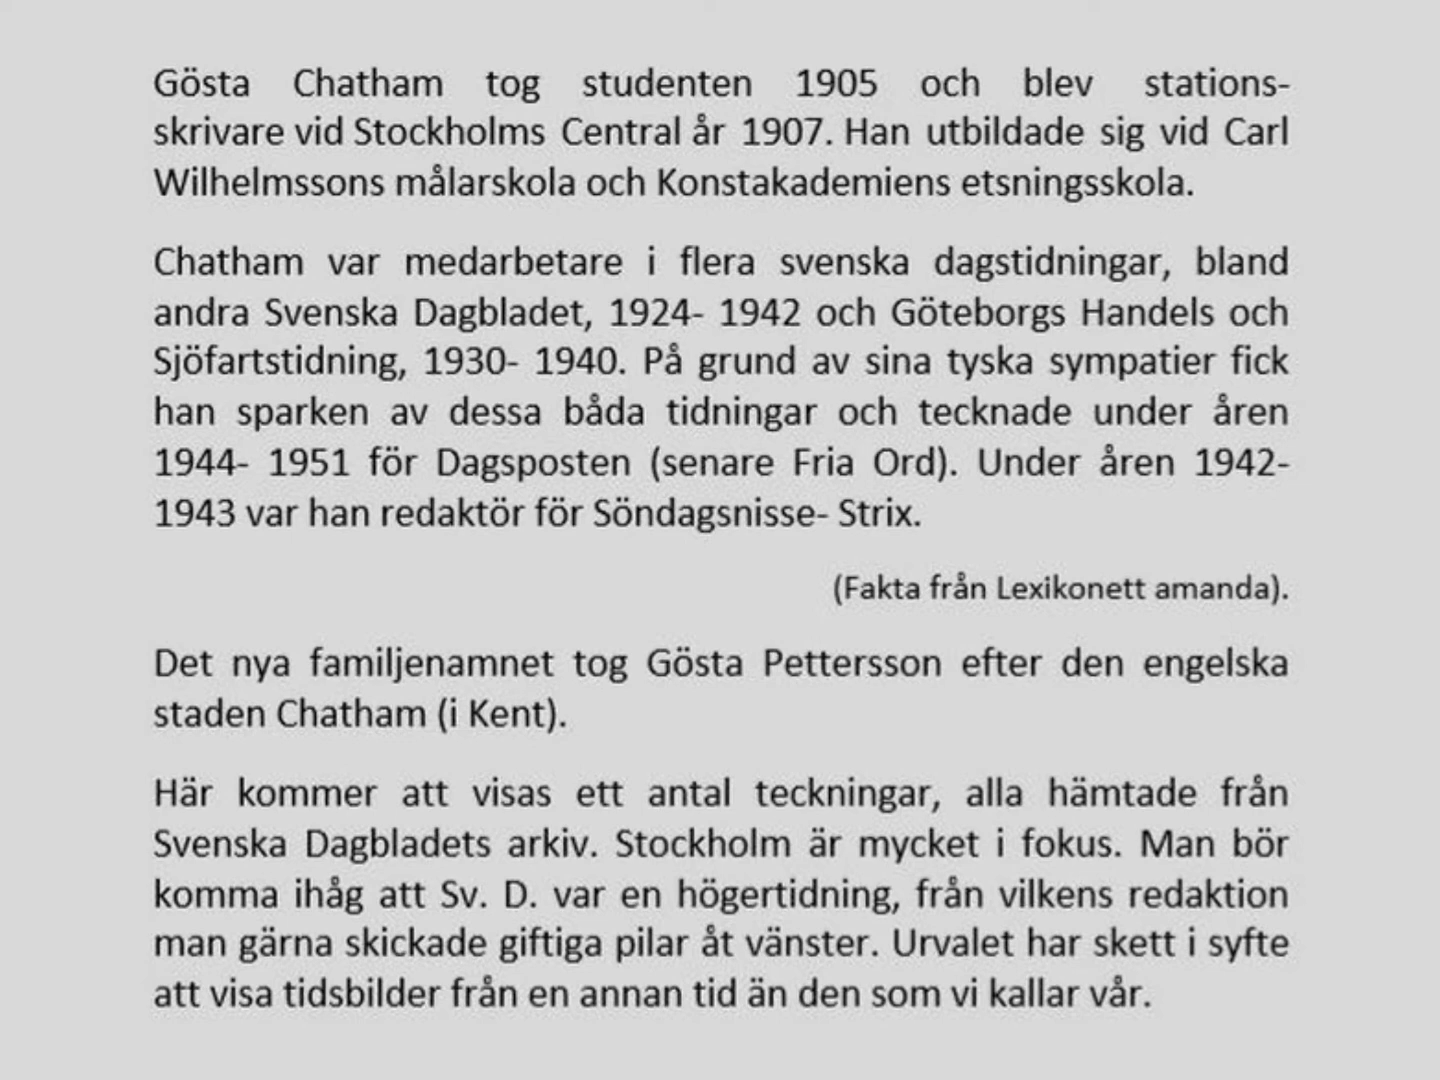 Gösta Chatham tog studenten 1905 och blev stations-
skrivare vid Stockholms Central år 1907. Han utbildade sig vid Carl
Wilhelmssons målarskola och Konstakademiens etsningsskola.
Chatham var medarbetare i flera svenska dagstidningar, bland
andra Svenska Dagbladet, 1924- 1942 och Göteborgs Handels och
Sjöfartstidning, 1930- 1940. På grund av sina tyska sympatier fick
han sparken av dessa båda tidningar och tecknade under åren
1944- 1951 för Dagsposten (senare Fria Ord). Under åren 1942-
1943 var han redaktör för Söndagsnisse- Strix.
(Fakta från Lexikonett amanda).
Det nya familjenamnet tog Gösta Pettersson efter den engelska
staden Chatham (i Kent).
Här kommer att visas ett antal teckningar, alla hämtade från
Svenska Dagbladets arkiv. Stockholm är mycket i fokus. Man bör
komma ihåg att Sv. D. var en högertidning, från vilkens redaktion
man gärna skickade giftiga pilar åt vänster. Urvalet har skett i syfte
att visa tidsbilder från en annan tid än den som vi kallar vår.